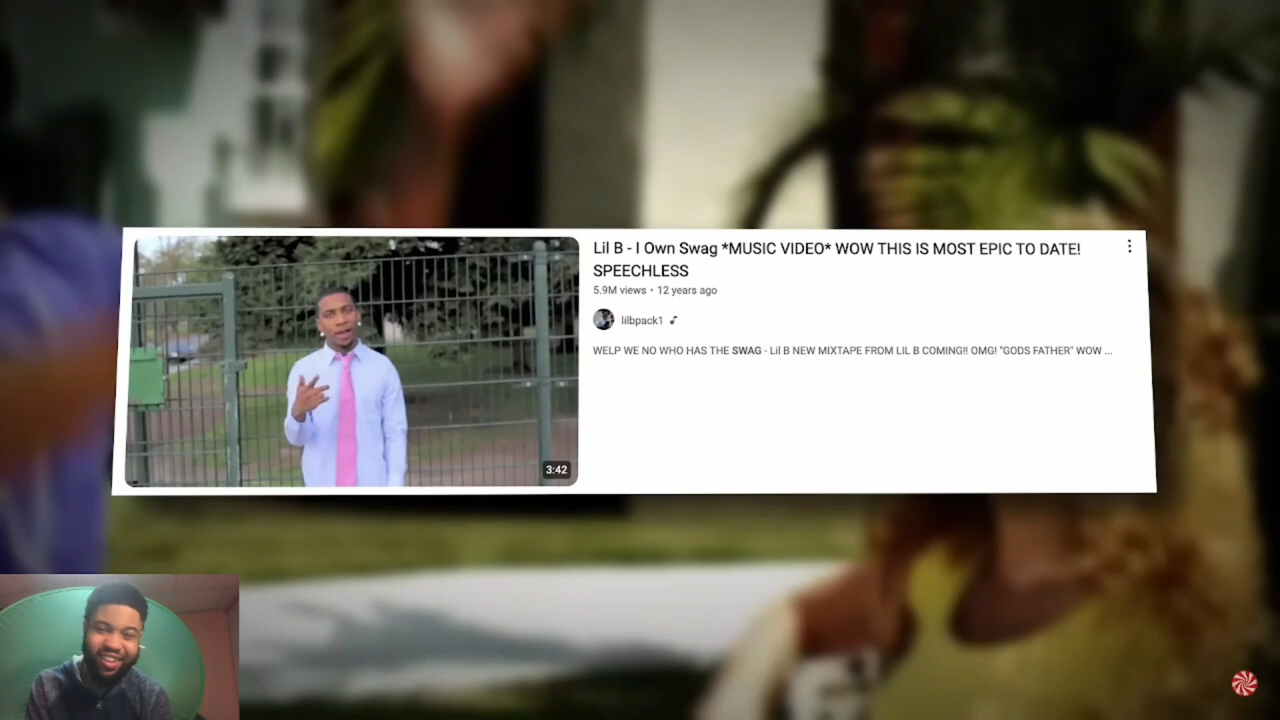 Lil B - I Own Swag *MUSIC VIDEO* WOW THIS IS MOST EPIC TO DATE!
SPEECHLESS
5.9M views • 12 years ago
lilbpack1
WELP WE NO WHO HAS THE SWAG - Lil B NEW MIXTAPE FROM LIL B COMING!! OMG! "GODS FATHER" WOW ...
3:42